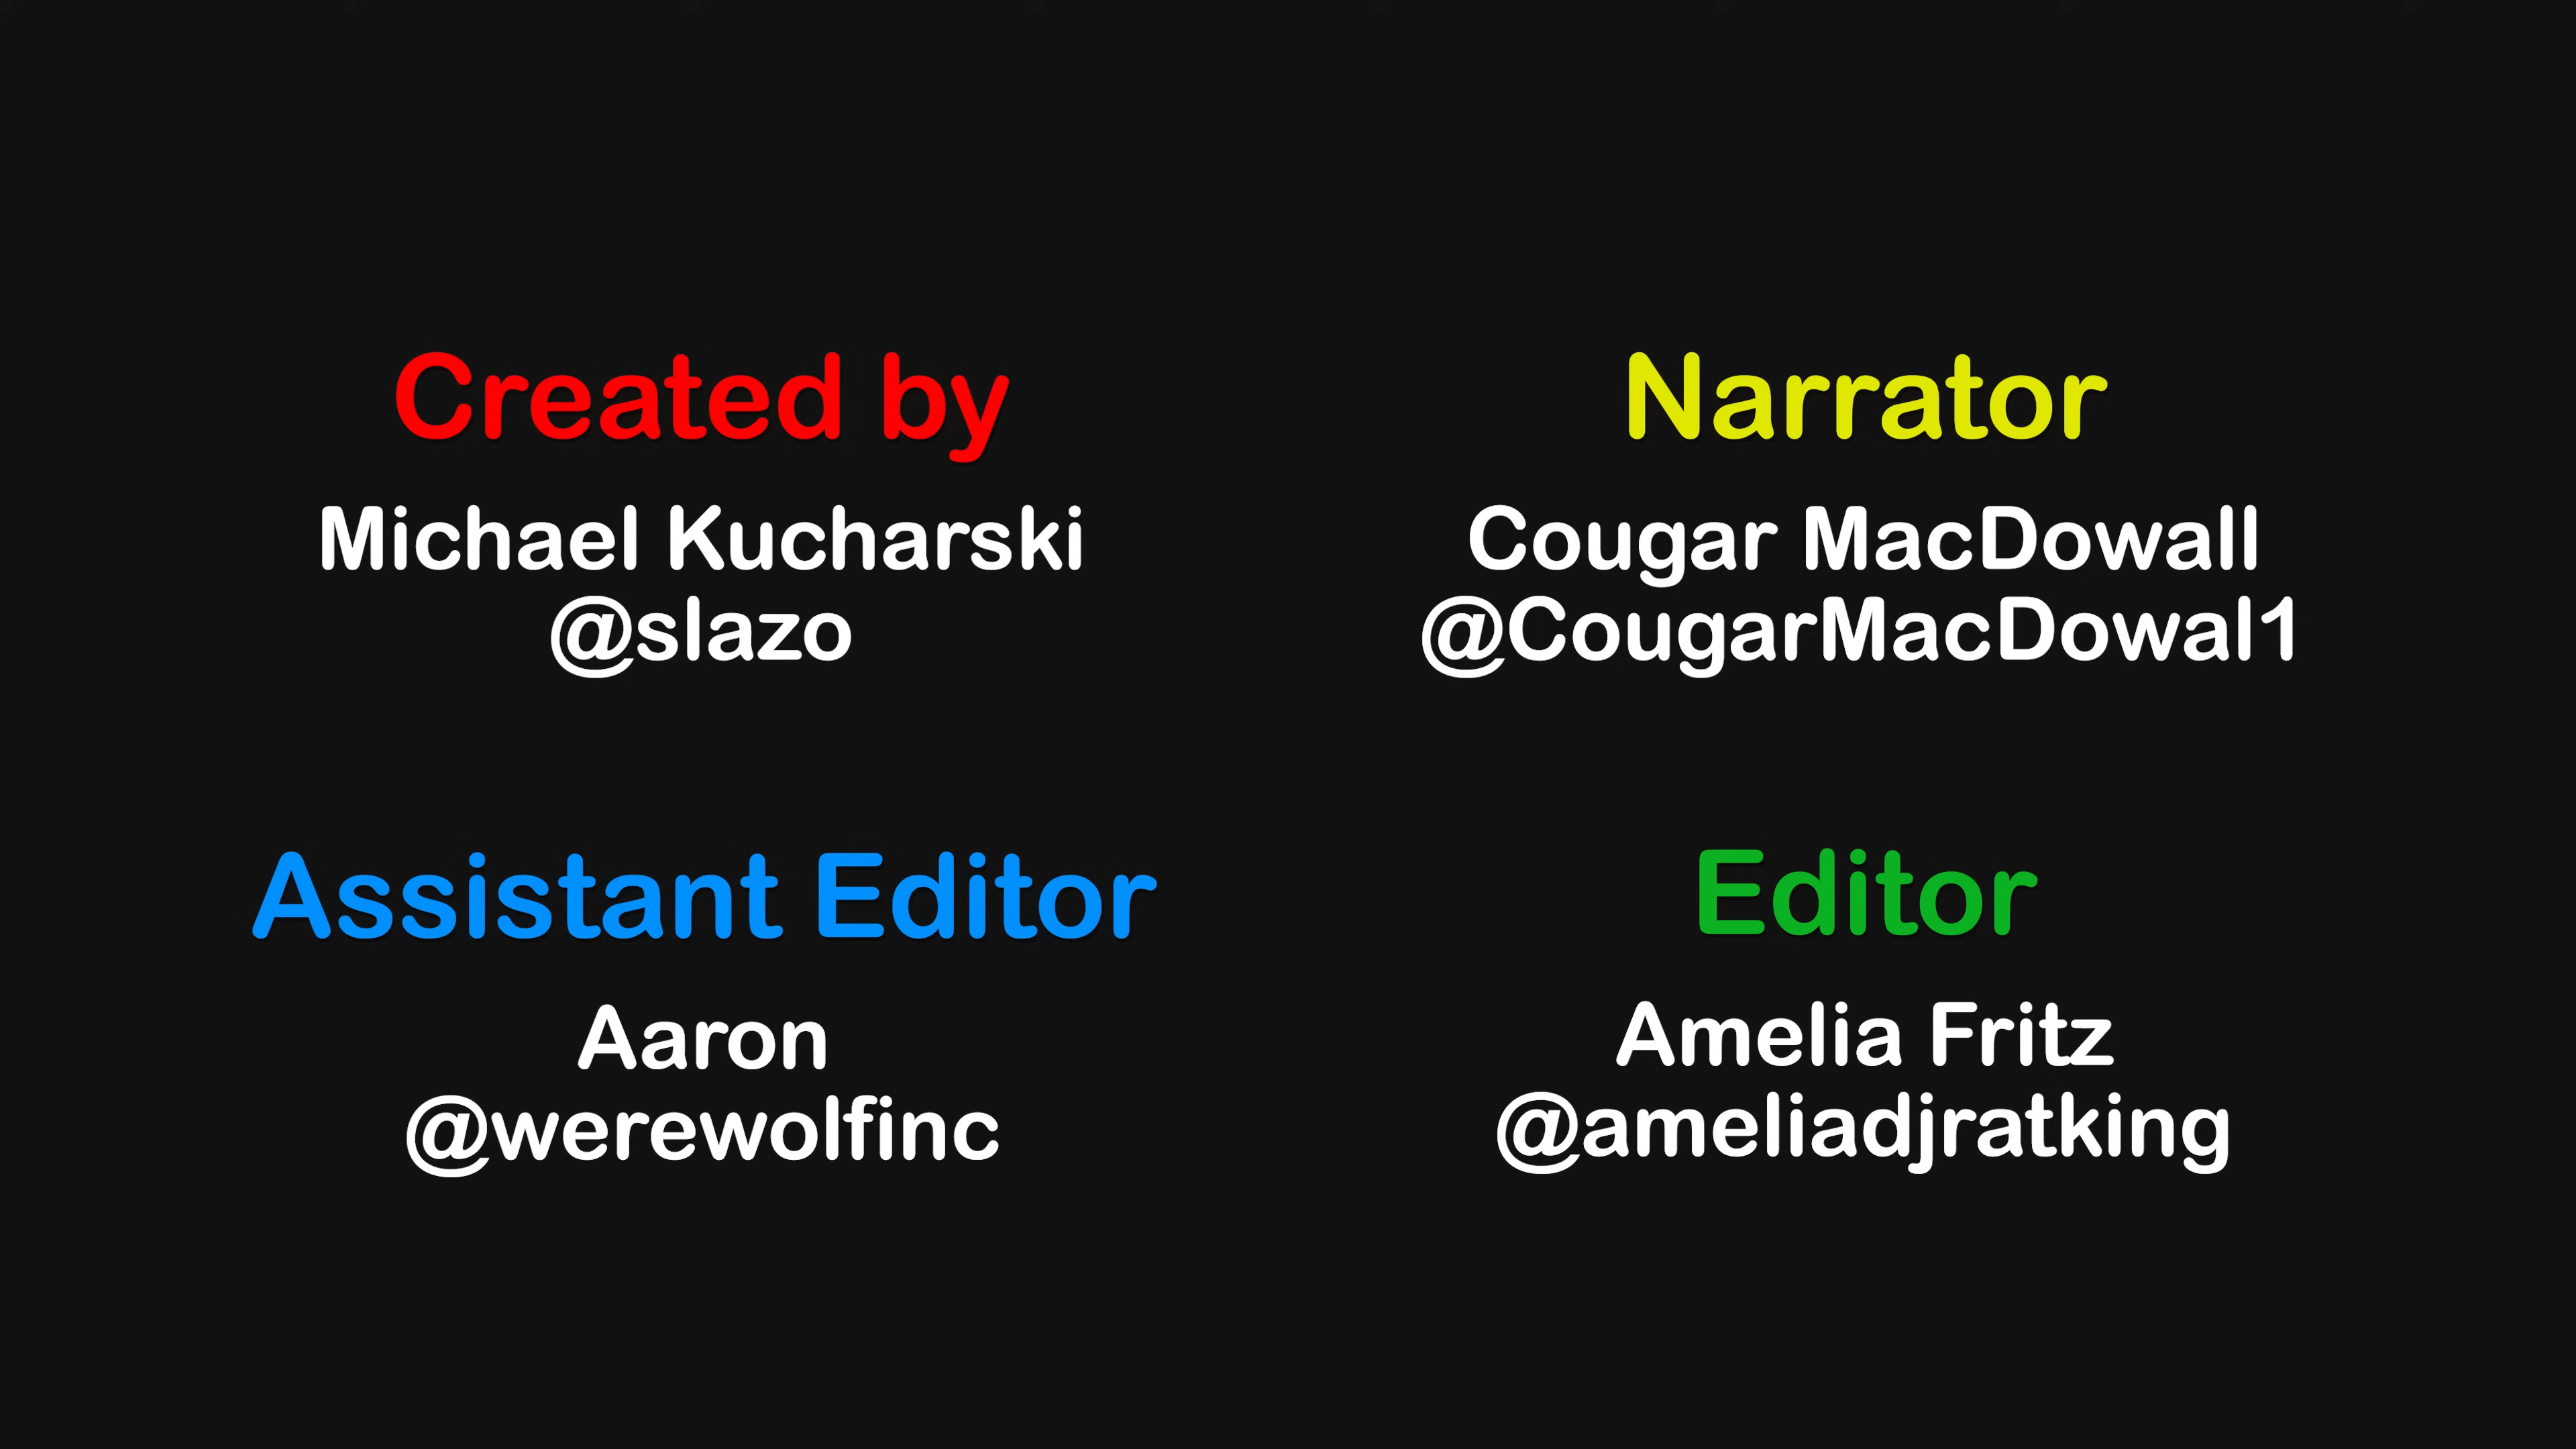 Created by
Michael Kucharski
@slazo
Narrator
Cougar MacDowall
@CougarMacDowal1
Assistant Editor
Aaron
@werewolfinc
Editor
Amelia Fritz
@ameliadjratking